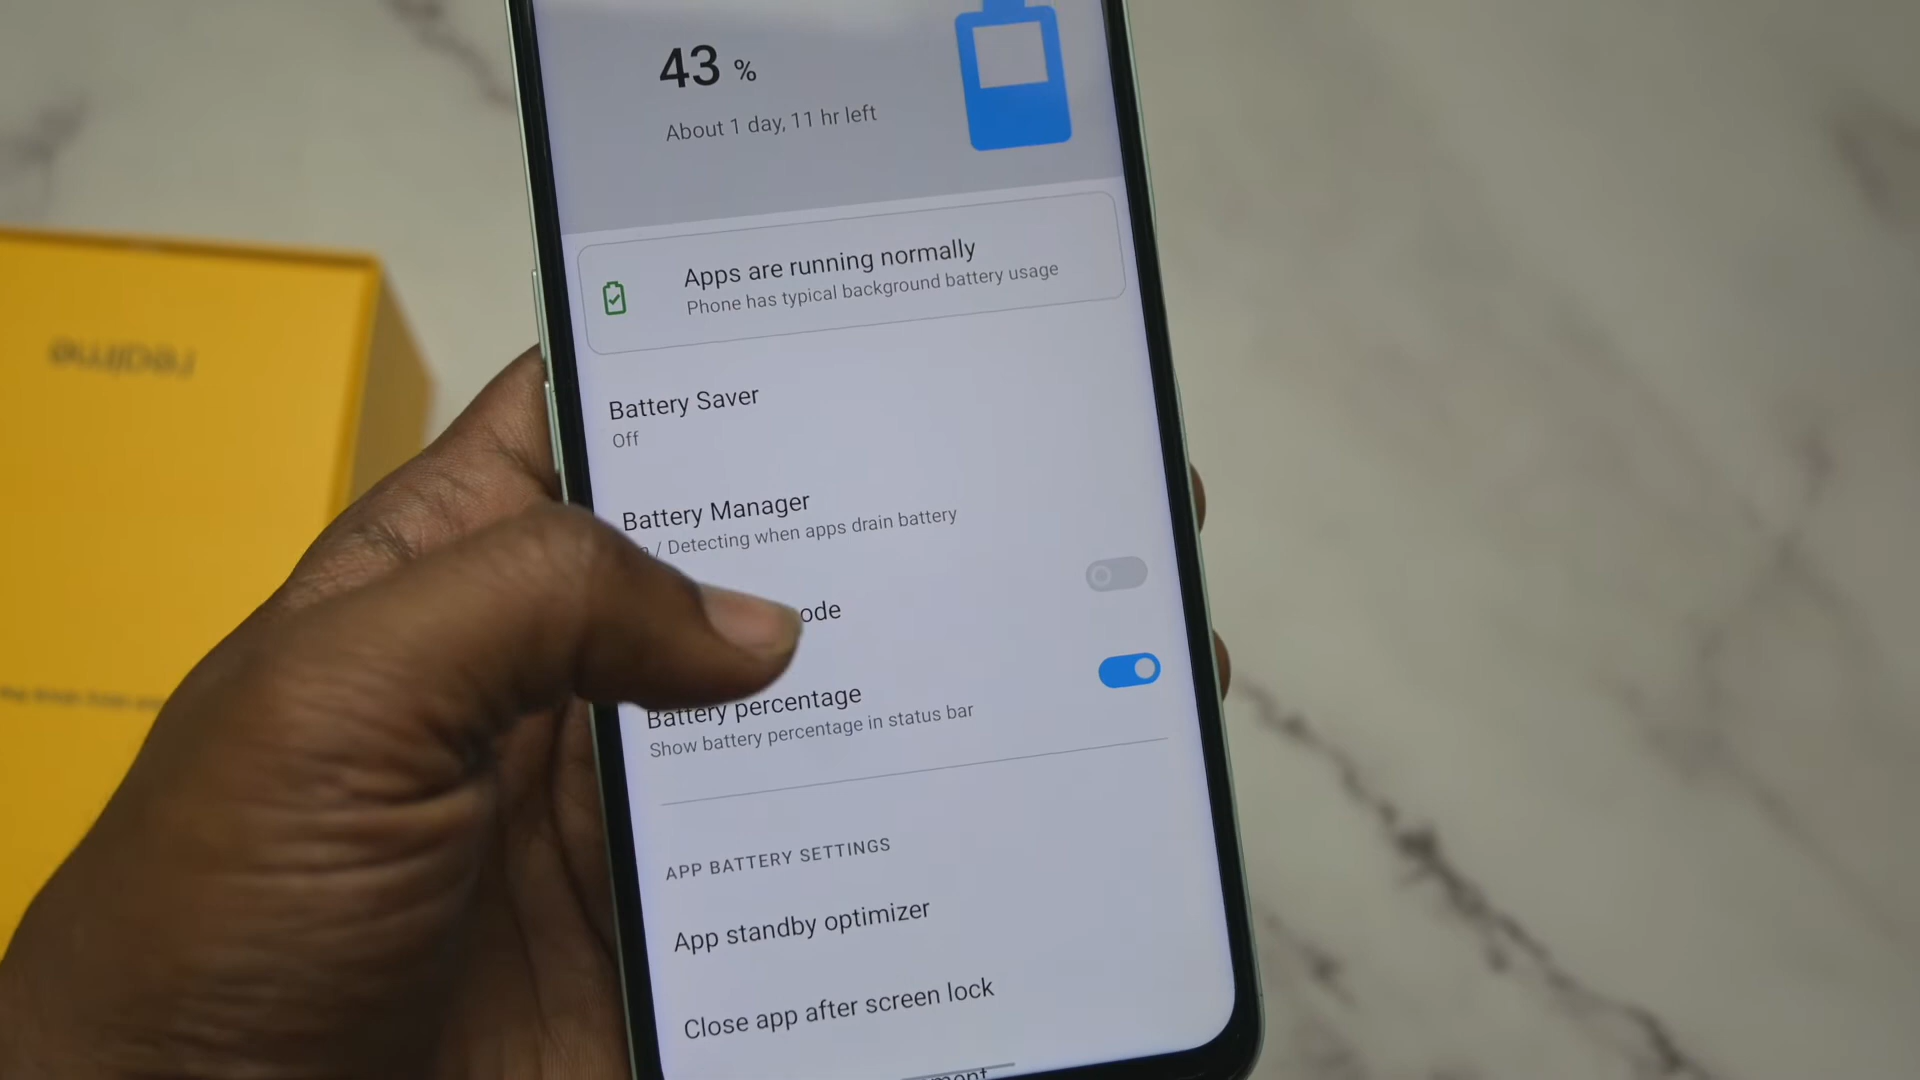 43 %
About 1 day, 11 hr left
Apps are running normally
Phone has typical background battery usage
Battery Saver
Off
Battery Manager
/ Detecting when apps drain battery
ode
Battery percentage
Show battery percentage in status bar
APP BATTERY SETTINGS
App standby optimizer
Close app after screen lock
realme